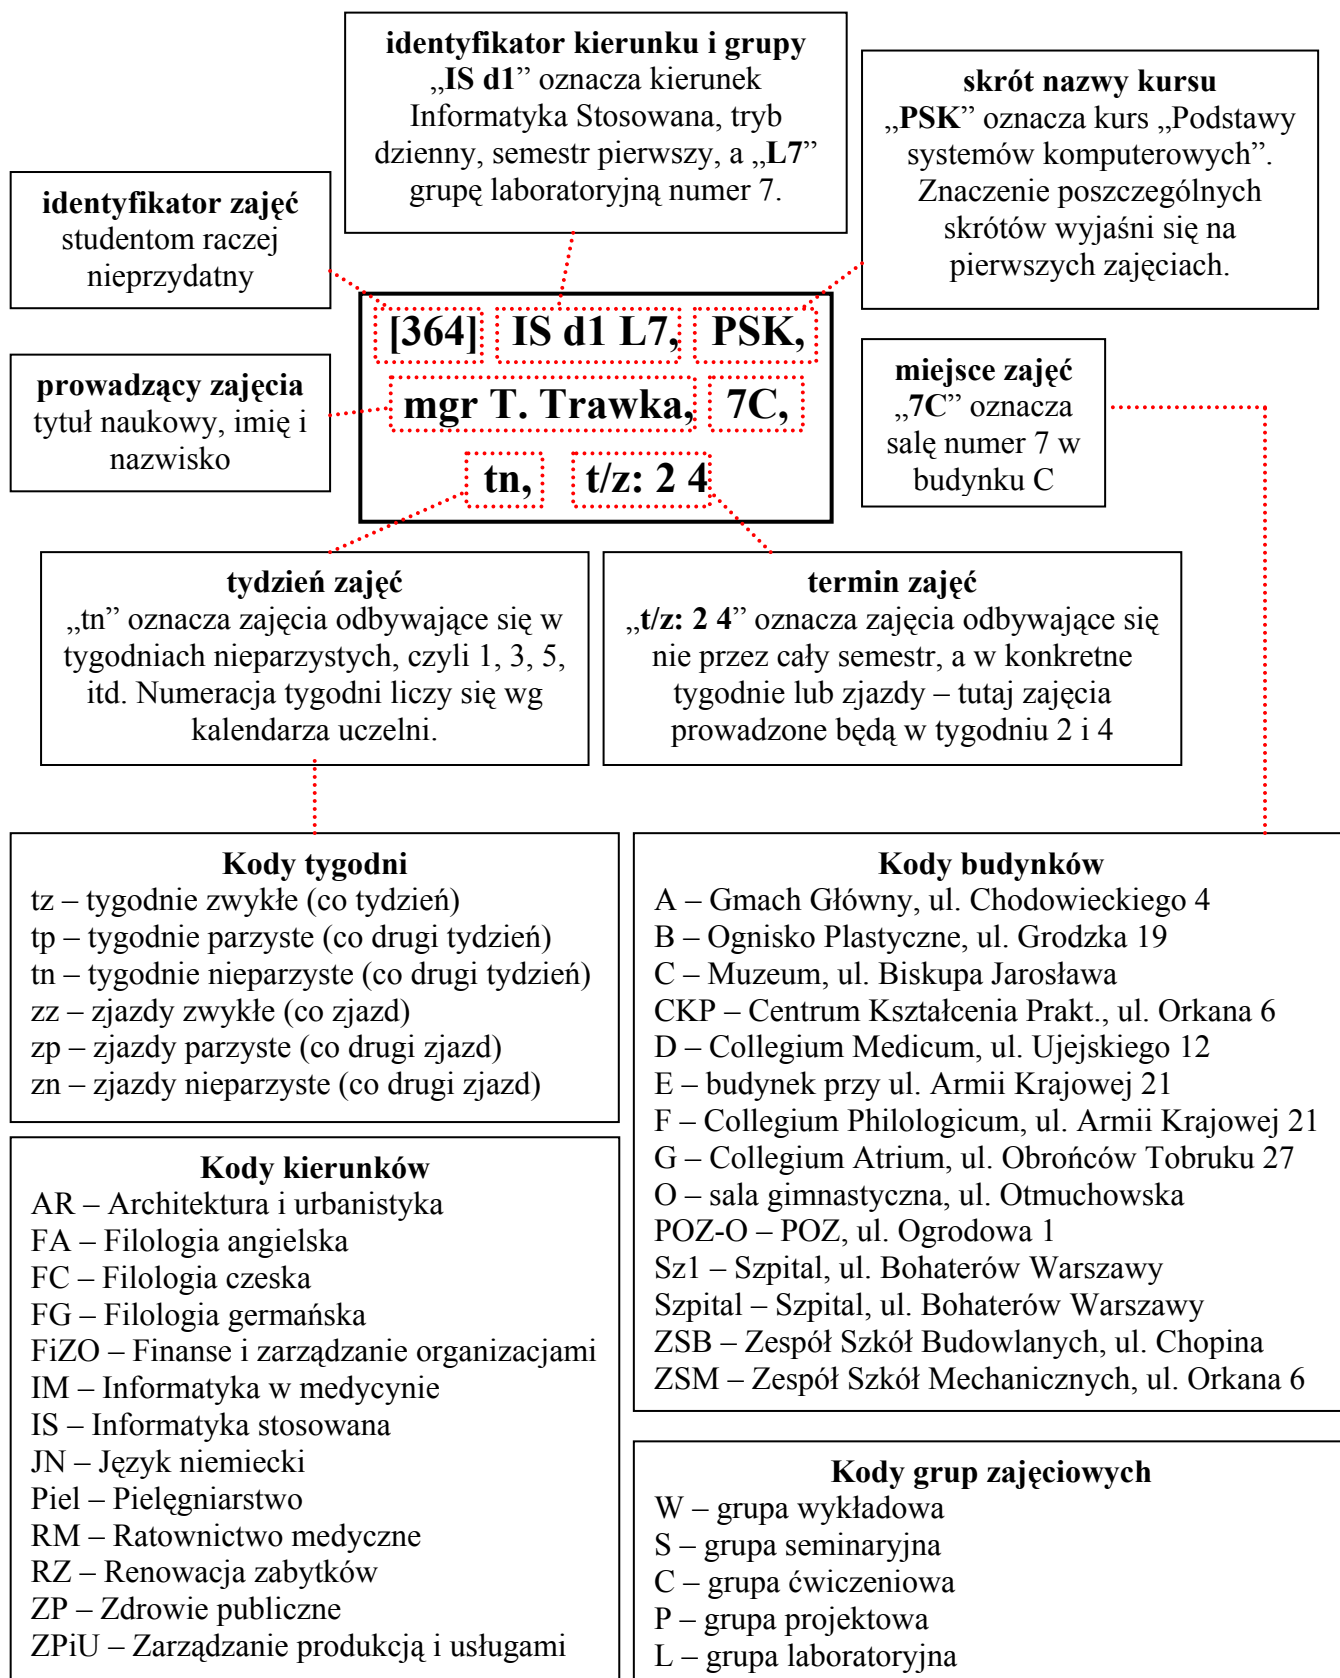 identyfikator kierunku i grupy
„IS d1” oznacza kierunek
Informatyka Stosowana, tryb
dzienny, semestr pierwszy, a „L7”
grupę laboratoryjną numer 7.
skrót nazwy kursu
„PSK” oznacza kurs „Podstawy
systemów komputerowych”.
Znaczenie poszczególnych
skrótów wyjaśni się na
pierwszych zajęciach.
identyfikator zajęć
studentom raczej
nieprzydatny
[364] IS d1 L7, PSK,
mgr T. Trawka, 7C,
tn, t/z: 2 4
prowadzący zajęcia
tytuł naukowy, imię i
nazwisko
miejsce zajęć
„7C” oznacza
salę numer 7 w
budynku C
tydzień zajęć
„tn” oznacza zajęcia odbywające się w
tygodniach nieparzystych, czyli 1, 3, 5,
itd. Numeracja tygodni liczy się wg
kalendarza uczelni.
termin zajęć
„t/z: 2 4” oznacza zajęcia odbywające się
nie przez cały semestr, a w konkretne
tygodnie lub zjazdy – tutaj zajęcia
prowadzone będą w tygodniu 2 i 4
Kody tygodni
tz – tygodnie zwykłe (co tydzień)
tp – tygodnie parzyste (co drugi tydzień)
tn – tygodnie nieparzyste (co drugi tydzień)
zz – zjazdy zwykłe (co zjazd)
zp – zjazdy parzyste (co drugi zjazd)
zn – zjazdy nieparzyste (co drugi zjazd)
Kody kierunków
AR – Architektura i urbanistyka
FA – Filologia angielska
FC – Filologia czeska
FG – Filologia germańska
FiZO – Finanse i zarządzanie organizacjami
IM – Informatyka w medycynie
IS – Informatyka stosowana
JN – Język niemiecki
Piel – Pielęgniarstwo
RM – Ratownictwo medyczne
RZ – Renowacja zabytków
ZP – Zdrowie publiczne
ZPiU – Zarządzanie produkcją i usługami
Kody budynków
A – Gmach Główny, ul. Chodowieckiego 4
B – Ognisko Plastyczne, ul. Grodzka 19
C – Muzeum, ul. Biskupa Jarosława
CKP – Centrum Kształcenia Prakt., ul. Orkana 6
D – Collegium Medicum, ul. Ujejskiego 12
E – budynek przy ul. Armii Krajowej 21
F – Collegium Philologicum, ul. Armii Krajowej 21
G – Collegium Atrium, ul. Obrońców Tobruku 27
O – sala gimnastyczna, ul. Otmuchowska
POZ-O – POZ, ul. Ogrodowa 1
Sz1 – Szpital, ul. Bohaterów Warszawy
Szpital – Szpital, ul. Bohaterów Warszawy
ZSB – Zespół Szkół Budowlanych, ul. Chopina
ZSM – Zespół Szkół Mechanicznych, ul. Orkana 6
Kody grup zajęciowych
W – grupa wykładowa
S – grupa seminaryjna
C – grupa ćwiczeniowa
P – grupa projektowa
L – grupa laboratoryjna